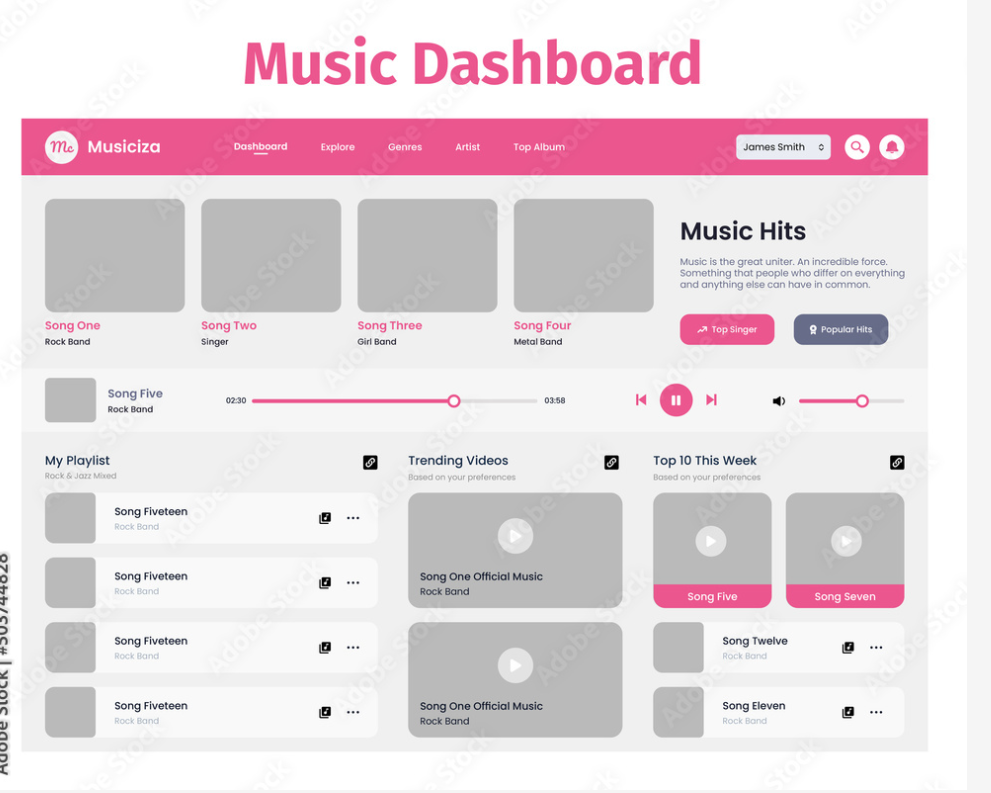 Music Dashboard
Mc Musiciza
Dashboard
Explore
Genres
Artist
Top Album
James Smith
Song One
Rock Band
Song Two
Singer
Song Three
Girl Band
Song Four
Metal Band
Music Hits
Music is the great uniter. An incredible force.
Something that people who differ on everything
and anything else can have in common.
Top Singer
Popular Hits
Song Five
Rock Band
02:30
03:58
My Playlist
Rock & Jazz Mixed
Song Fiveteen
Rock Band
Song Fiveteen
Rock Band
Song Fiveteen
Rock Band
Song Fiveteen
Rock Band
Trending Videos
Based on your preferences
Song One Official Music
Rock Band
Song One Official Music
Rock Band
Top 10 This Week
Based on your preferences
Song Five
Song Seven
Song Twelve
Rock Band
Song Eleven
Rock Band
Adobe Stock | #503744828
Adobe Stock